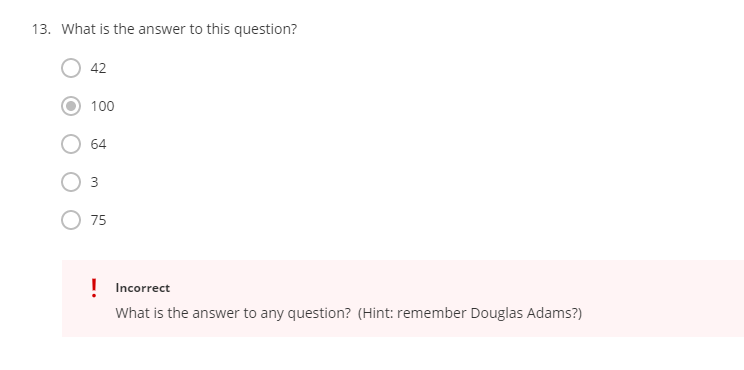 13. What is the answer to this question?
42
100
64
3
75
! Incorrect
What is the answer to any question? (Hint: remember Douglas Adams?)